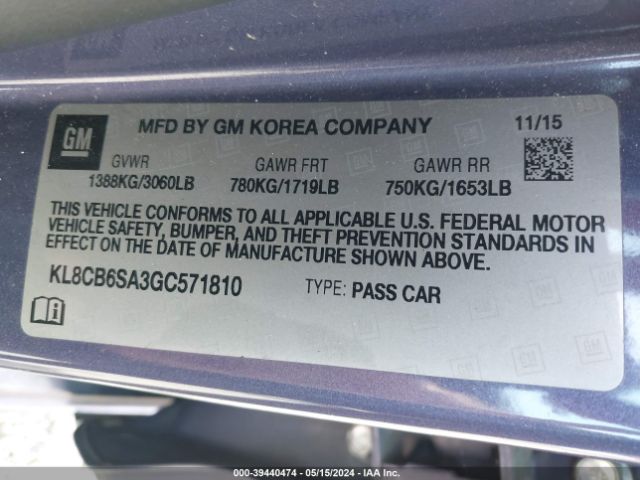 GM
MFD BY GM KOREA COMPANY
11/15
GVWR
GAWR FRT
GAWR RR
1388KG/3060LB
780KG/1719LB
750KG/1653LB
THIS VEHICLE CONFORMS TO ALL APPLICABLE U.S. FEDERAL MOTOR
VEHICLE SAFETY, BUMPER, AND THEFT PREVENTION STANDARDS IN
EFFECT ON THE DATE OF MANUFACTURE SHOWN ABOVE.
KL8CB6SA3GC571810
TYPE: PASS CAR
000-39440474 — 05/15/2024 — IAA Inc.